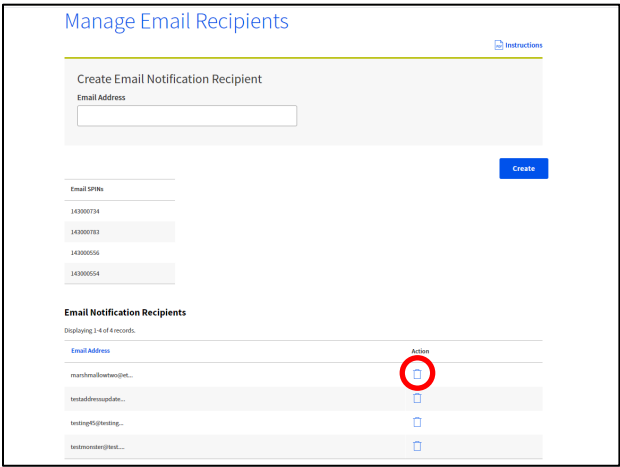 Manage Email Recipients
Instructions
Create Email Notification Recipient
Email Address
Create
Email SPINs
143000734
143000783
143000556
143000554
Email Notification Recipients
Displaying 1-4 of 4 records.
Email Address Action
marshmallowtwo@et...
testaddressupdate...
testing45@testing...
testmonster@test....